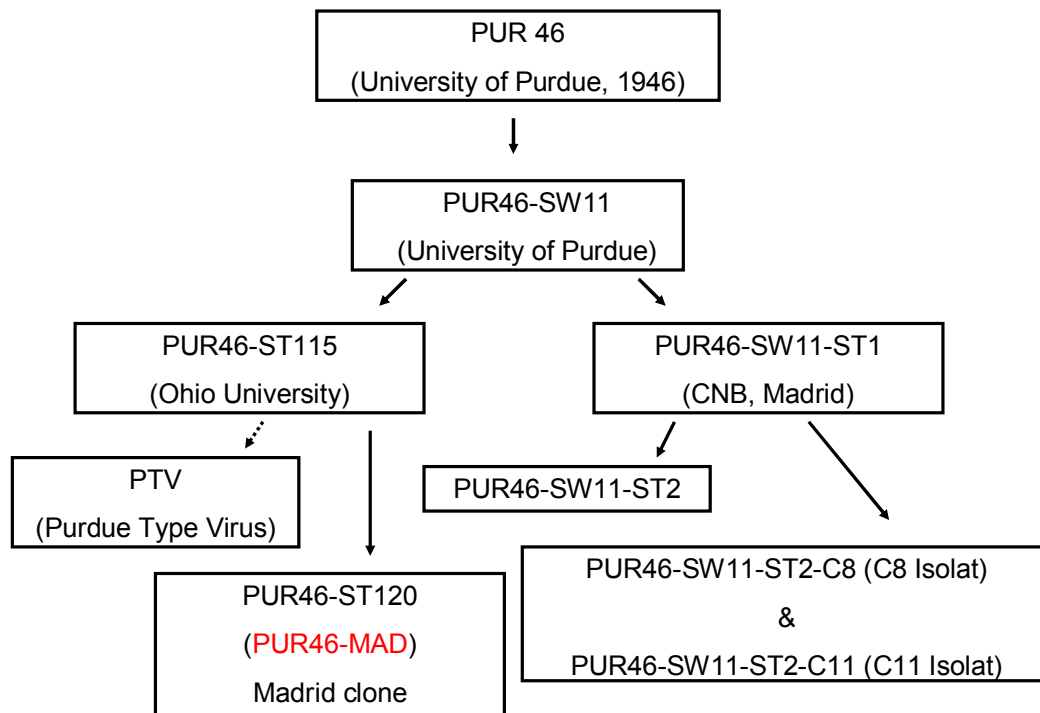 PUR 46
(University of Purdue, 1946)
PUR46-SW11
(University of Purdue)
PUR46-ST115
(Ohio University)
PUR46-SW11-ST1
(CNB, Madrid)
PTV
(Purdue Type Virus)
PUR46-SW11-ST2
PUR46-ST120
(PUR46-MAD)
Madrid clone
PUR46-SW11-ST2-C8 (C8 Isolat)
&
PUR46-SW11-ST2-C11 (C11 Isolat)